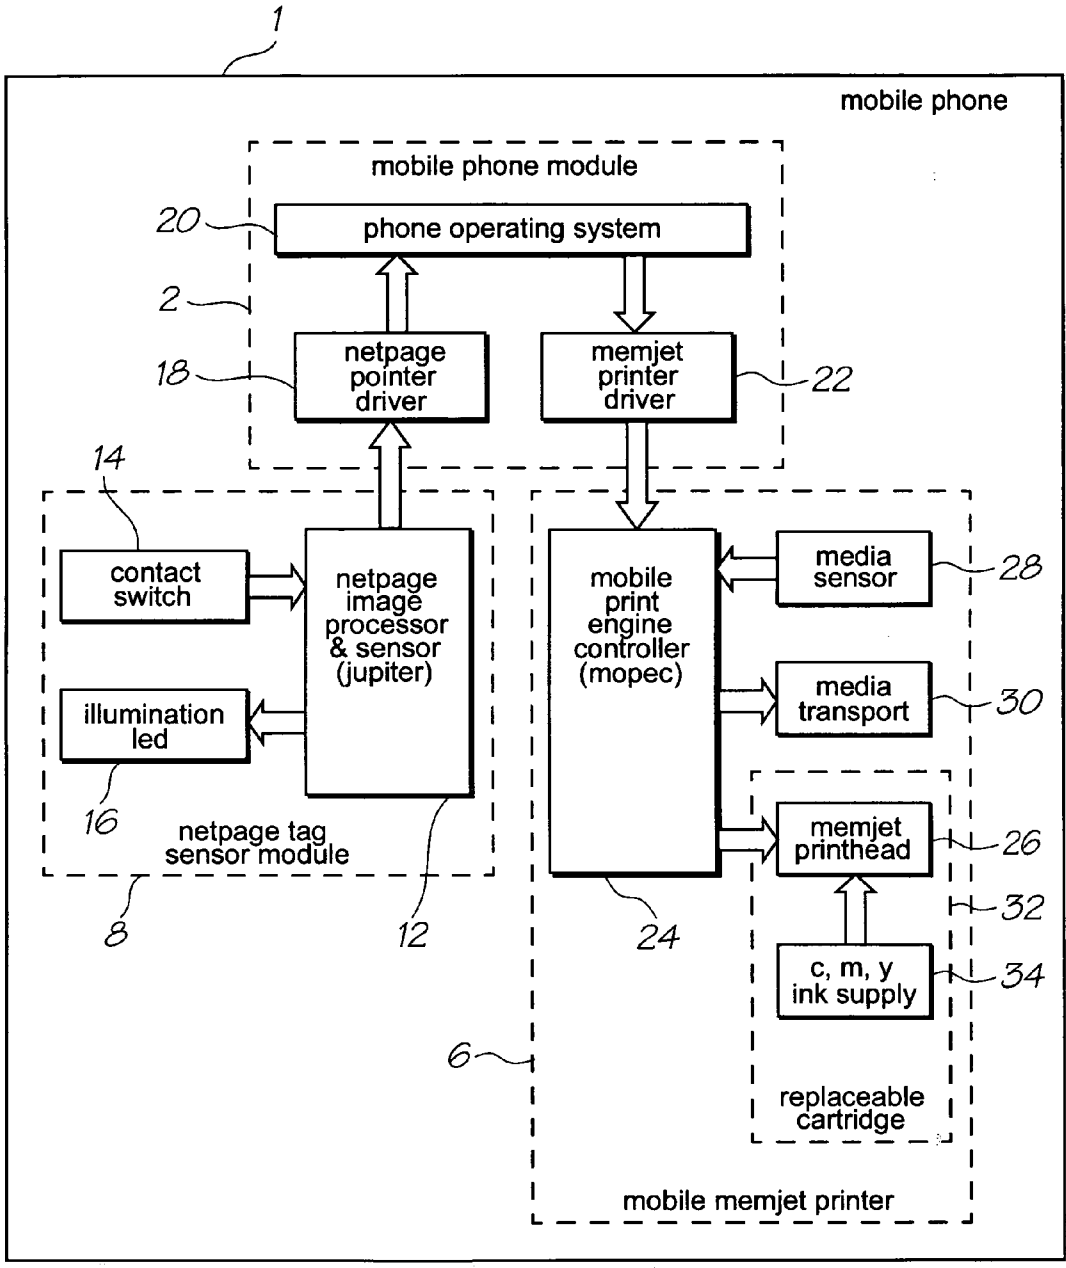 1
mobile phone
mobile phone module
20
phone operating system
2
18
netpage
pointer
driver
memjet
printer
driver
22
14
contact
switch
netpage
image
processor
& sensor
(jupiter)
illumination
led
16
netpage tag
sensor module
8
12
mobile
print
engine
controller
(mopec)
media
sensor
28
media
transport
30
memjet
printhead
26
32
24
c, m, y
ink supply
34
6
replaceable
cartridge
mobile memjet printer